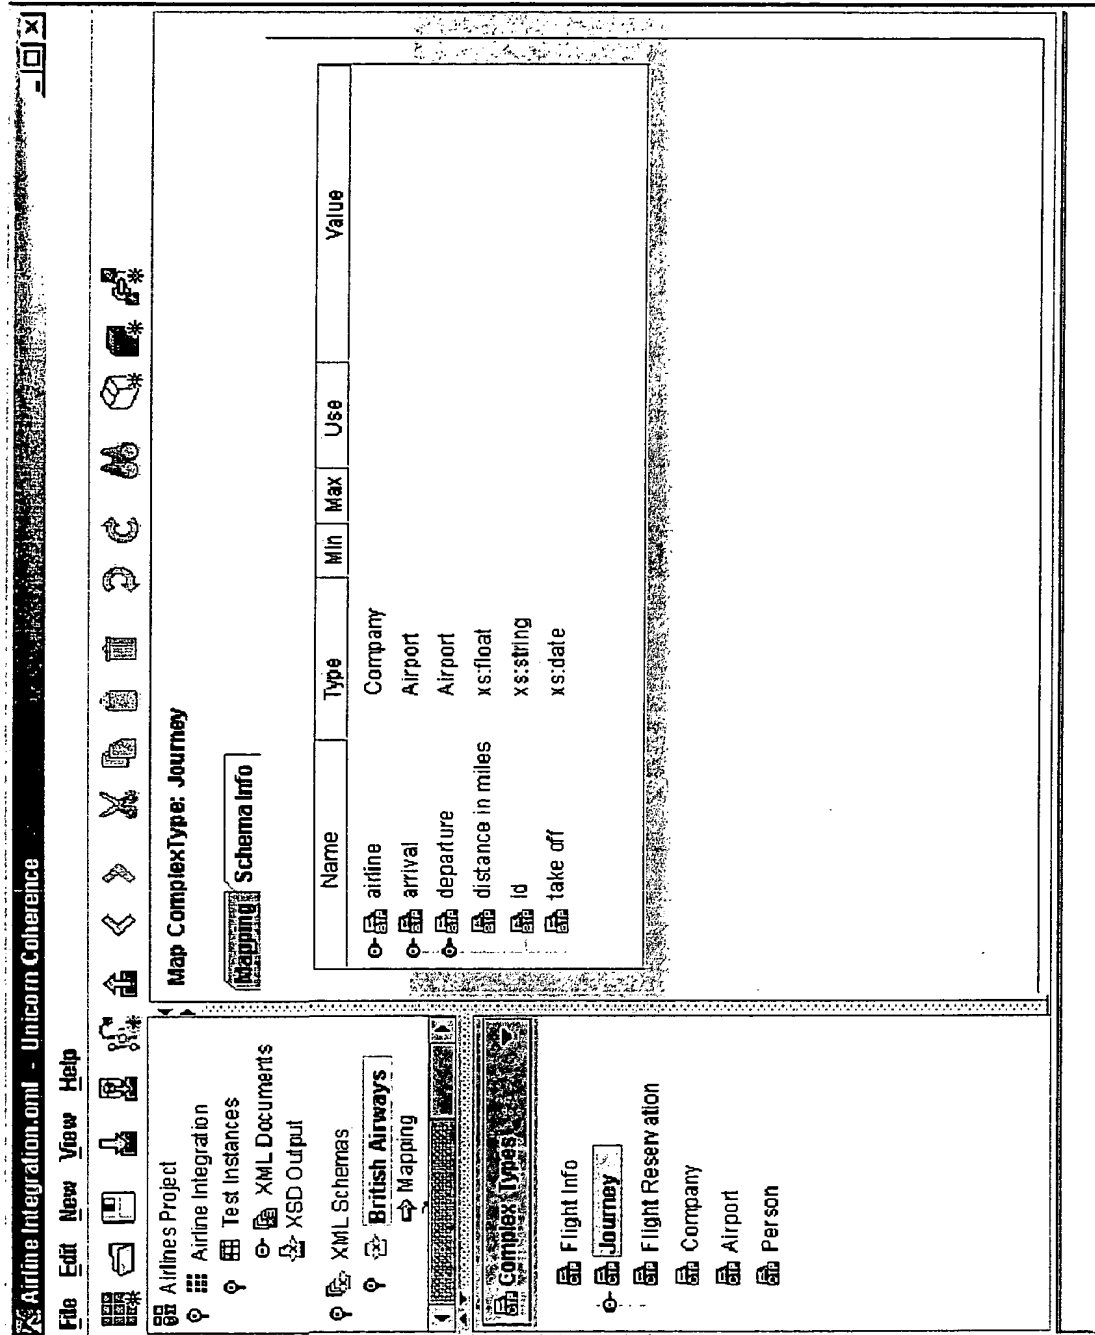 Airline Integration.oml - Unicorn Coherence
File Edit New View Help
Airlines Project
Airline Integration
Test Instances
XML Documents
XSD Output
XML Schemas
British Airways
Mapping
Complex Types
Flight Info
Journey
Flight Reservation
Company
Airport
Person
Map ComplexType: Journey
Mapping Schema Info
Name Type Min Max Use Value
airline Company
arrival Airport
departure Airport
distance in miles xs:float
id xs:string
take off xs:date